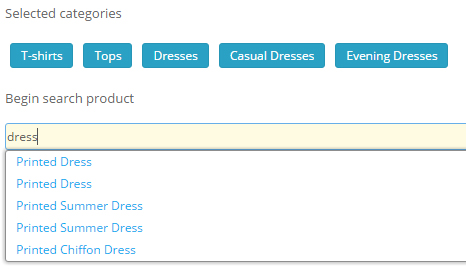 Selected categories
T-shirts Tops Dresses Casual Dresses Evening Dresses
Begin search product
dress
Printed Dress
Printed Dress
Printed Summer Dress
Printed Summer Dress
Printed Chiffon Dress